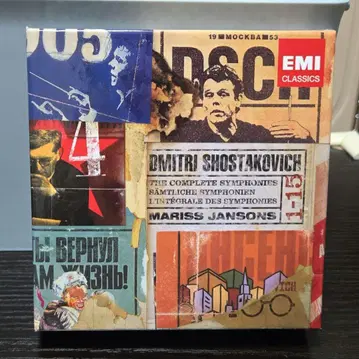 005
19 ★ МОСКВА ★ 53
DSCH
EMI
CLASSICS
4
DMITRI SHOSTAKOVICH
THE COMPLETE SYMPHONIES
SÄMTLICHE SYMPHONIEN
L'INTÉGRALE DES SYMPHONIES
MARISS JANSONS
1-15
ТЫ ВЕРНУЛ
АМ ЖИЗНЬ!